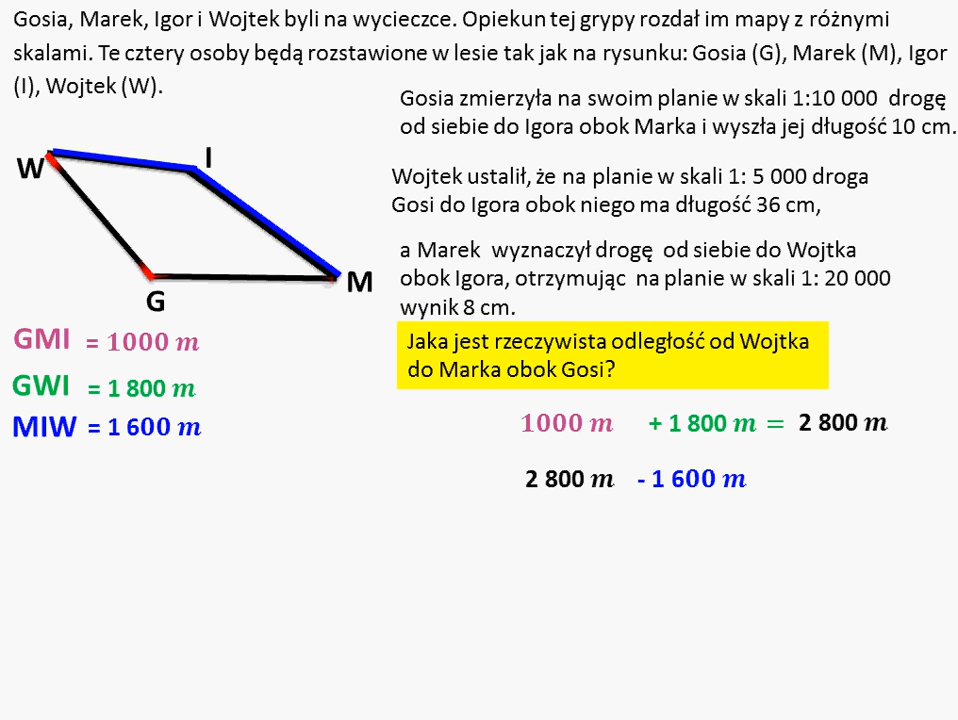 Gosia, Marek, Igor i Wojtek byli na wycieczce. Opiekun tej grypy rozdał im mapy z różnymi
skalami. Te cztery osoby będą rozstawione w lesie tak jak na rysunku: Gosia (G), Marek (M), Igor
(I), Wojtek (W).
Gosia zmierzyła na swoim planie w skali 1:10 000 drogę
od siebie do Igora obok Marka i wyszła jej długość 10 cm.
W
I
G
M
Wojtek ustalił, że na planie w skali 1: 5 000 droga
Gosi do Igora obok niego ma długość 36 cm,
a Marek wyznaczył drogę od siebie do Wojtka
obok Igora, otrzymując na planie w skali 1: 20 000
wynik 8 cm.
Jaka jest rzeczywista odległość od Wojtka
do Marka obok Gosi?
GMI = 1000 m
GWI = 1 800 m
MIW = 1 600 m
1000 m + 1 800 m = 2 800 m
2 800 m - 1 600 m